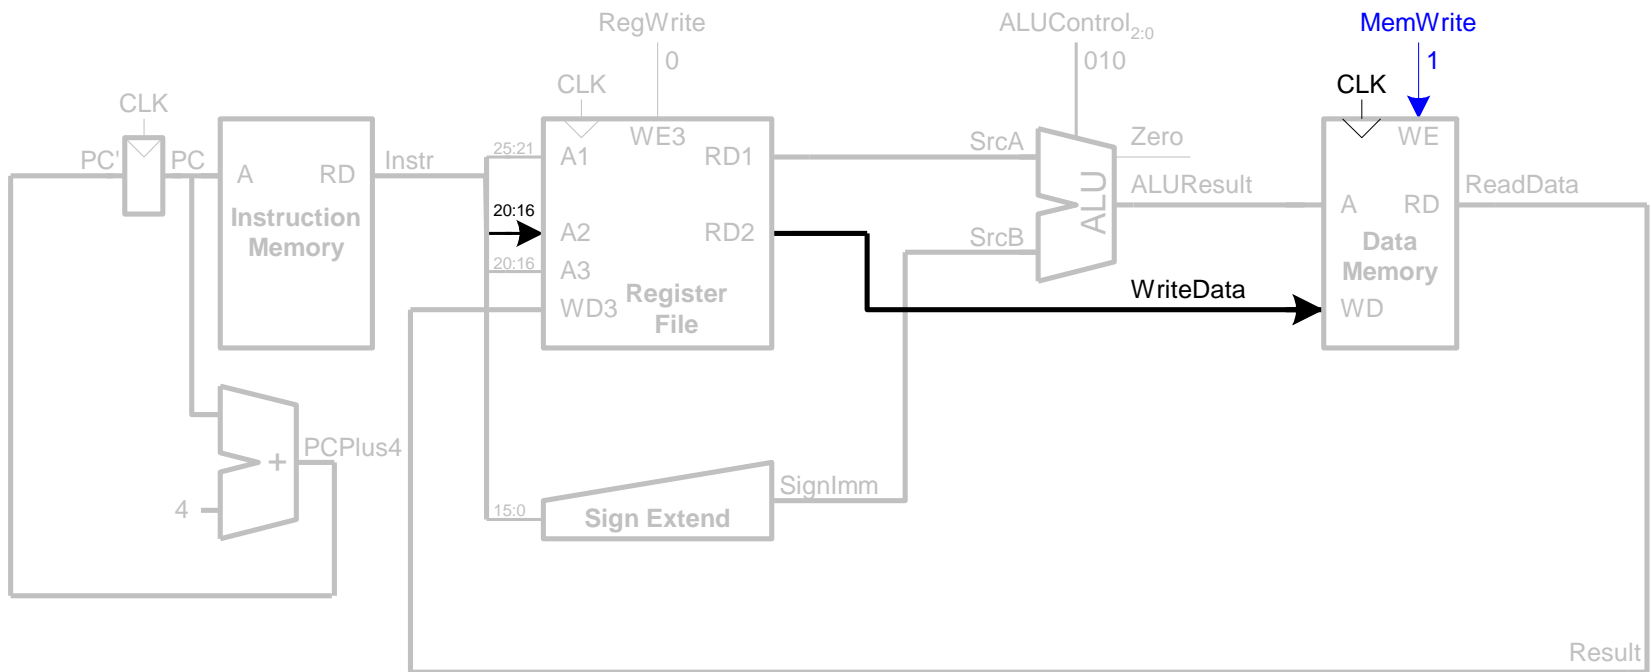 RegWrite
ALUControl2:0
MemWrite
0
010
1
CLK
CLK
CLK
WE3
WE
PC'
PC
A
RD
Instr
25:21
A1
RD1
SrcA
Zero
ALU
ALUResult
A
RD
ReadData
Instruction
Memory
20:16
A2
RD2
SrcB
Data
Memory
20:16
A3
WD3
Register
File
WriteData
WD
PCPlus4
+
4
SignImm
15:0
Sign Extend
Result